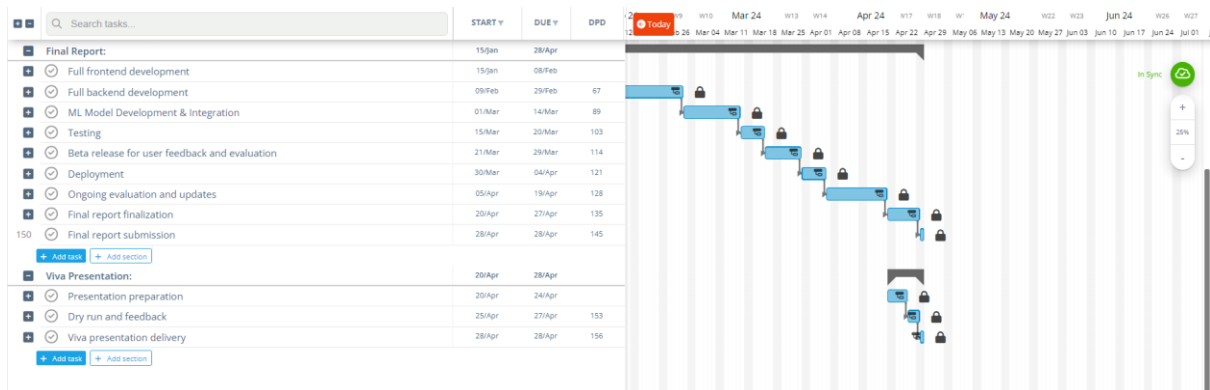 Search tasks... START DUE DPD Today W9 W10 Mar 24 W13 W14 Apr 24 W17 W18 W' May 24 W22 W23 Jun 24 W26 W27
Mar 04 Mar 11 Mar 18 Mar 25 Apr 01 Apr 08 Apr 15 Apr 22 Apr 29 May 06 May 13 May 20 May 27 Jun 03 Jun 10 Jun 17 Jun 24 Jul 01
Final Report: 15/Jan 28/Apr
Full frontend development 15/Jan 08/Feb
In Sync
Full backend development 09/Feb 29/Feb 67
ML Model Development & Integration 01/Mar 14/Mar 89
+
Testing 15/Mar 20/Mar 103
25%
Beta release for user feedback and evaluation 21/Mar 29/Mar 114
-
Deployment 30/Mar 04/Apr 121
Ongoing evaluation and updates 05/Apr 19/Apr 128
Final report finalization 20/Apr 27/Apr 135
150 Final report submission 28/Apr 28/Apr 145
+ Add task + Add section
Viva Presentation: 20/Apr 28/Apr
Presentation preparation 20/Apr 24/Apr
Dry run and feedback 25/Apr 27/Apr 153
Viva presentation delivery 28/Apr 28/Apr 156
+ Add task + Add section